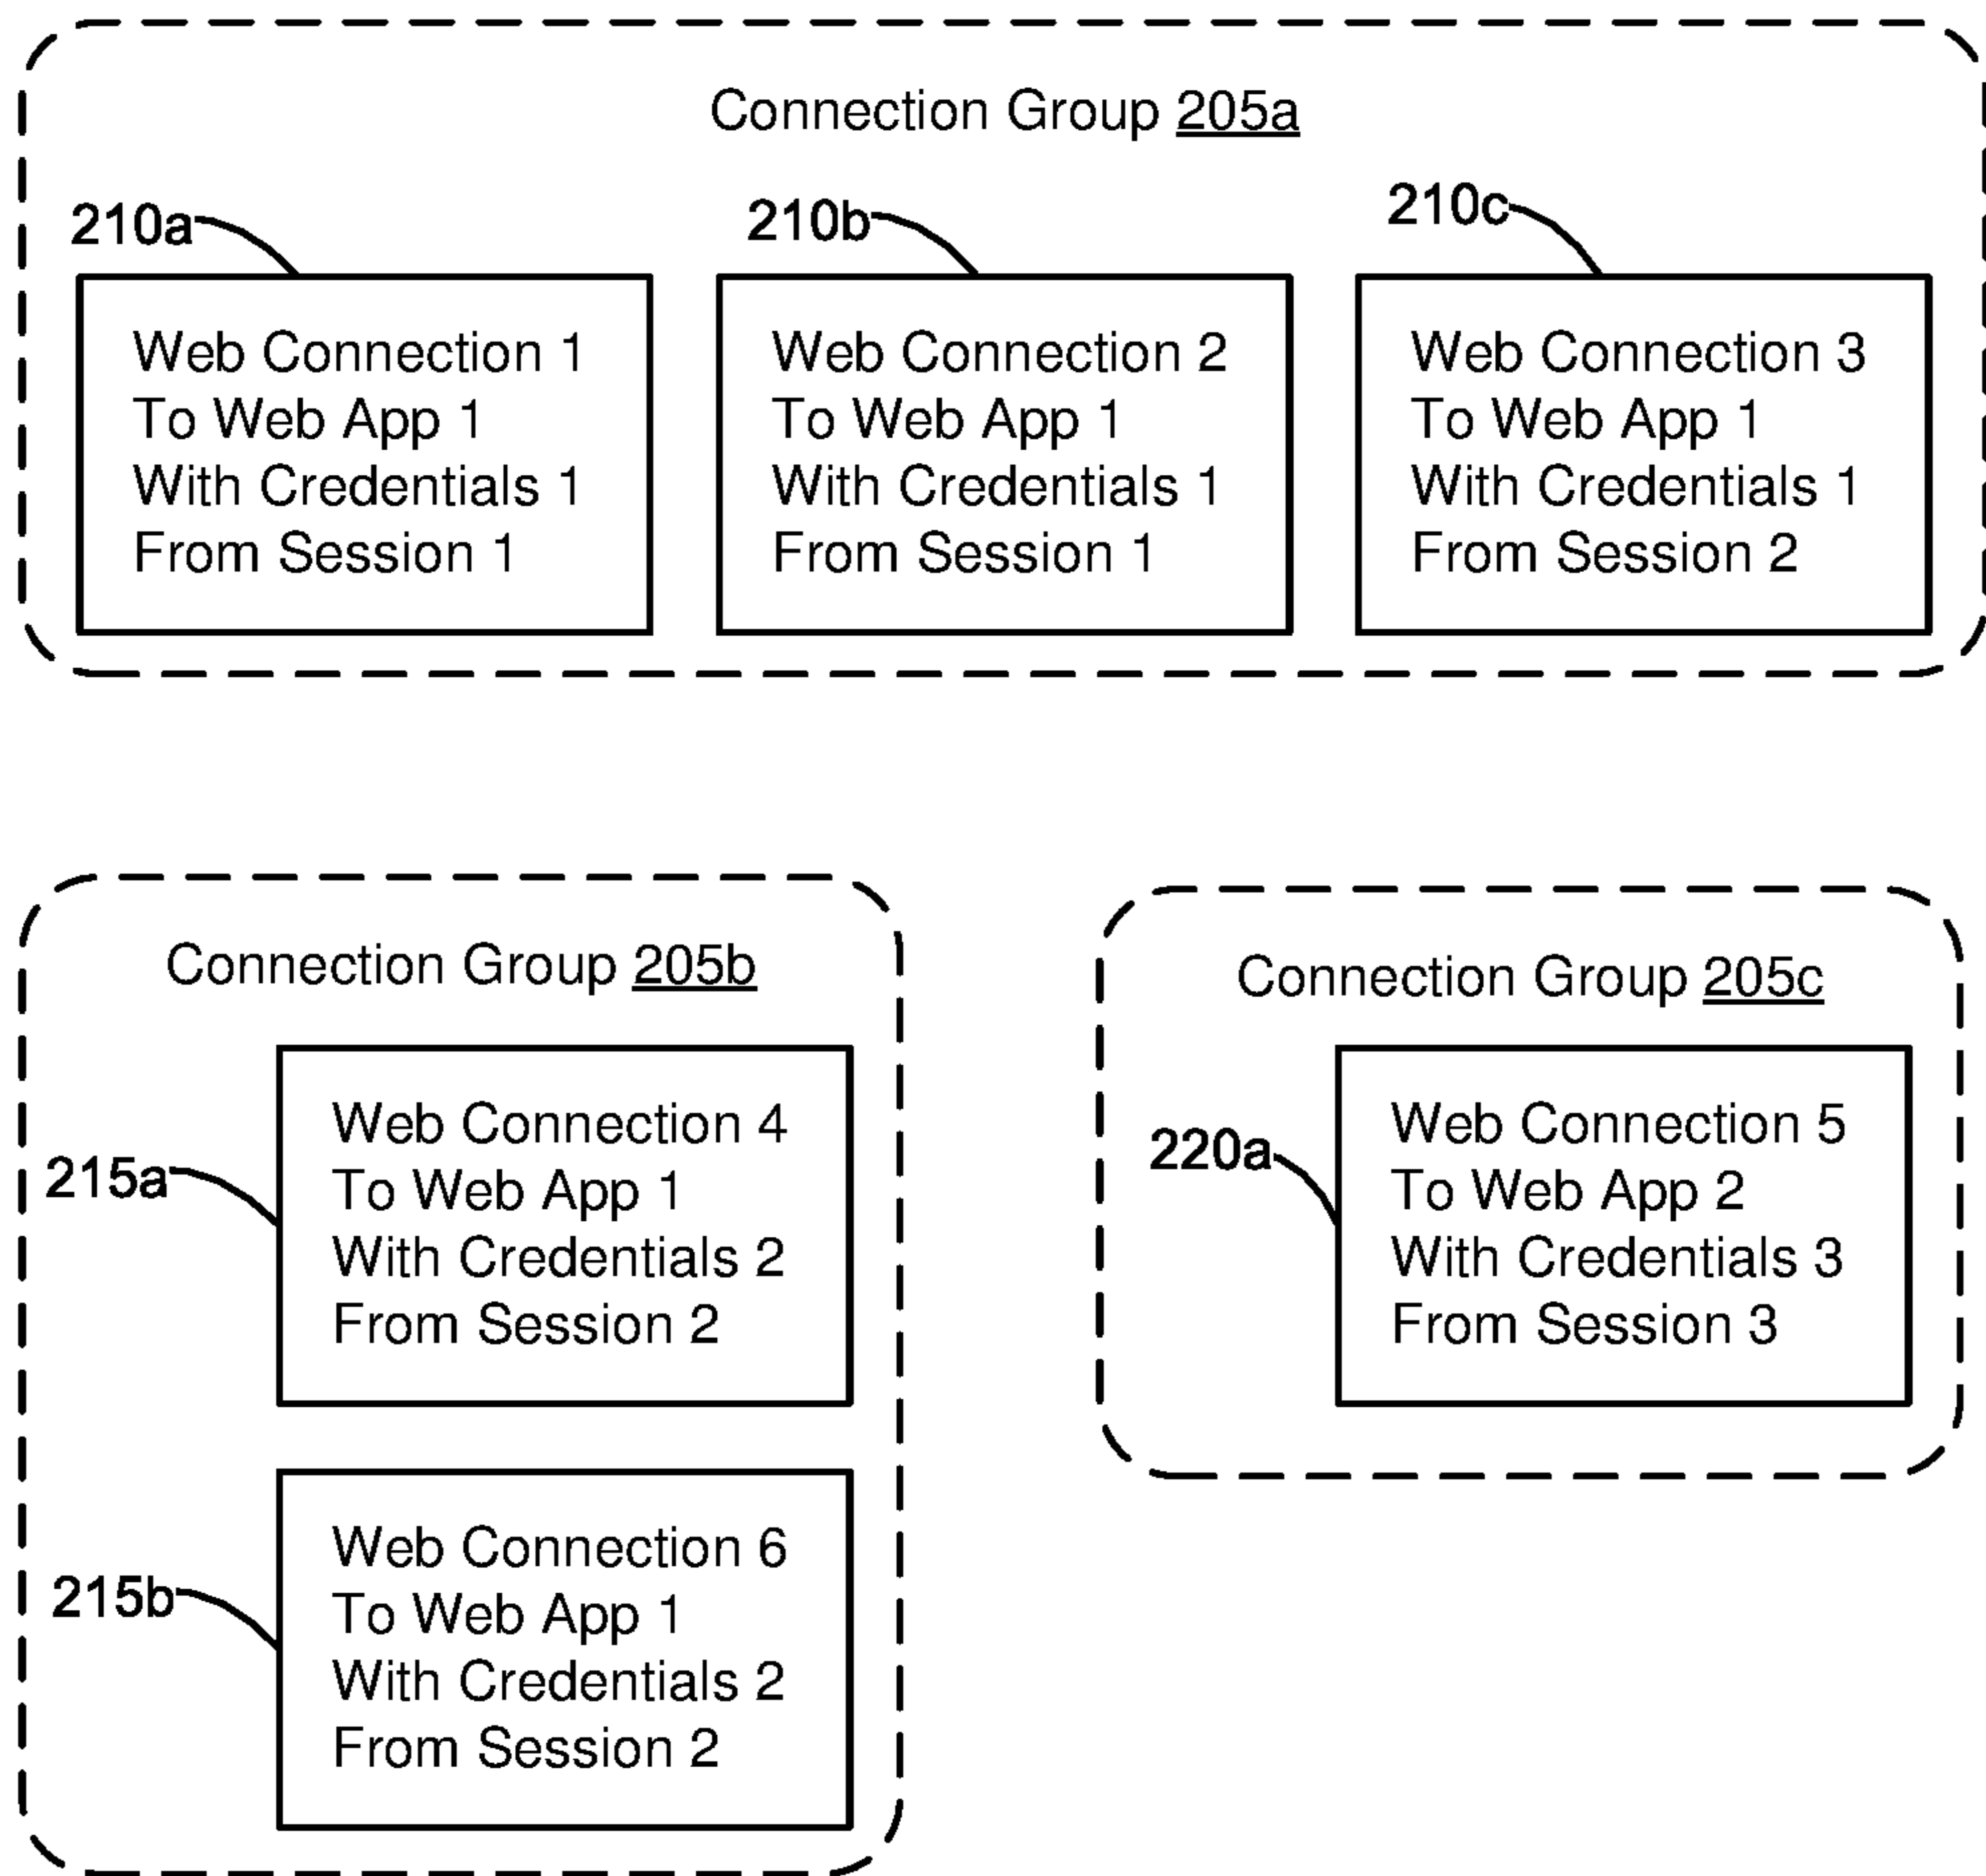 Connection Group 205a
210a
210b
210c
Web Connection 1
To Web App 1
With Credentials 1
From Session 1
Web Connection 2
To Web App 1
With Credentials 1
From Session 1
Web Connection 3
To Web App 1
With Credentials 1
From Session 2
Connection Group 205b
215a
Web Connection 4
To Web App 1
With Credentials 2
From Session 2
215b
Web Connection 6
To Web App 1
With Credentials 2
From Session 2
Connection Group 205c
220a
Web Connection 5
To Web App 2
With Credentials 3
From Session 3